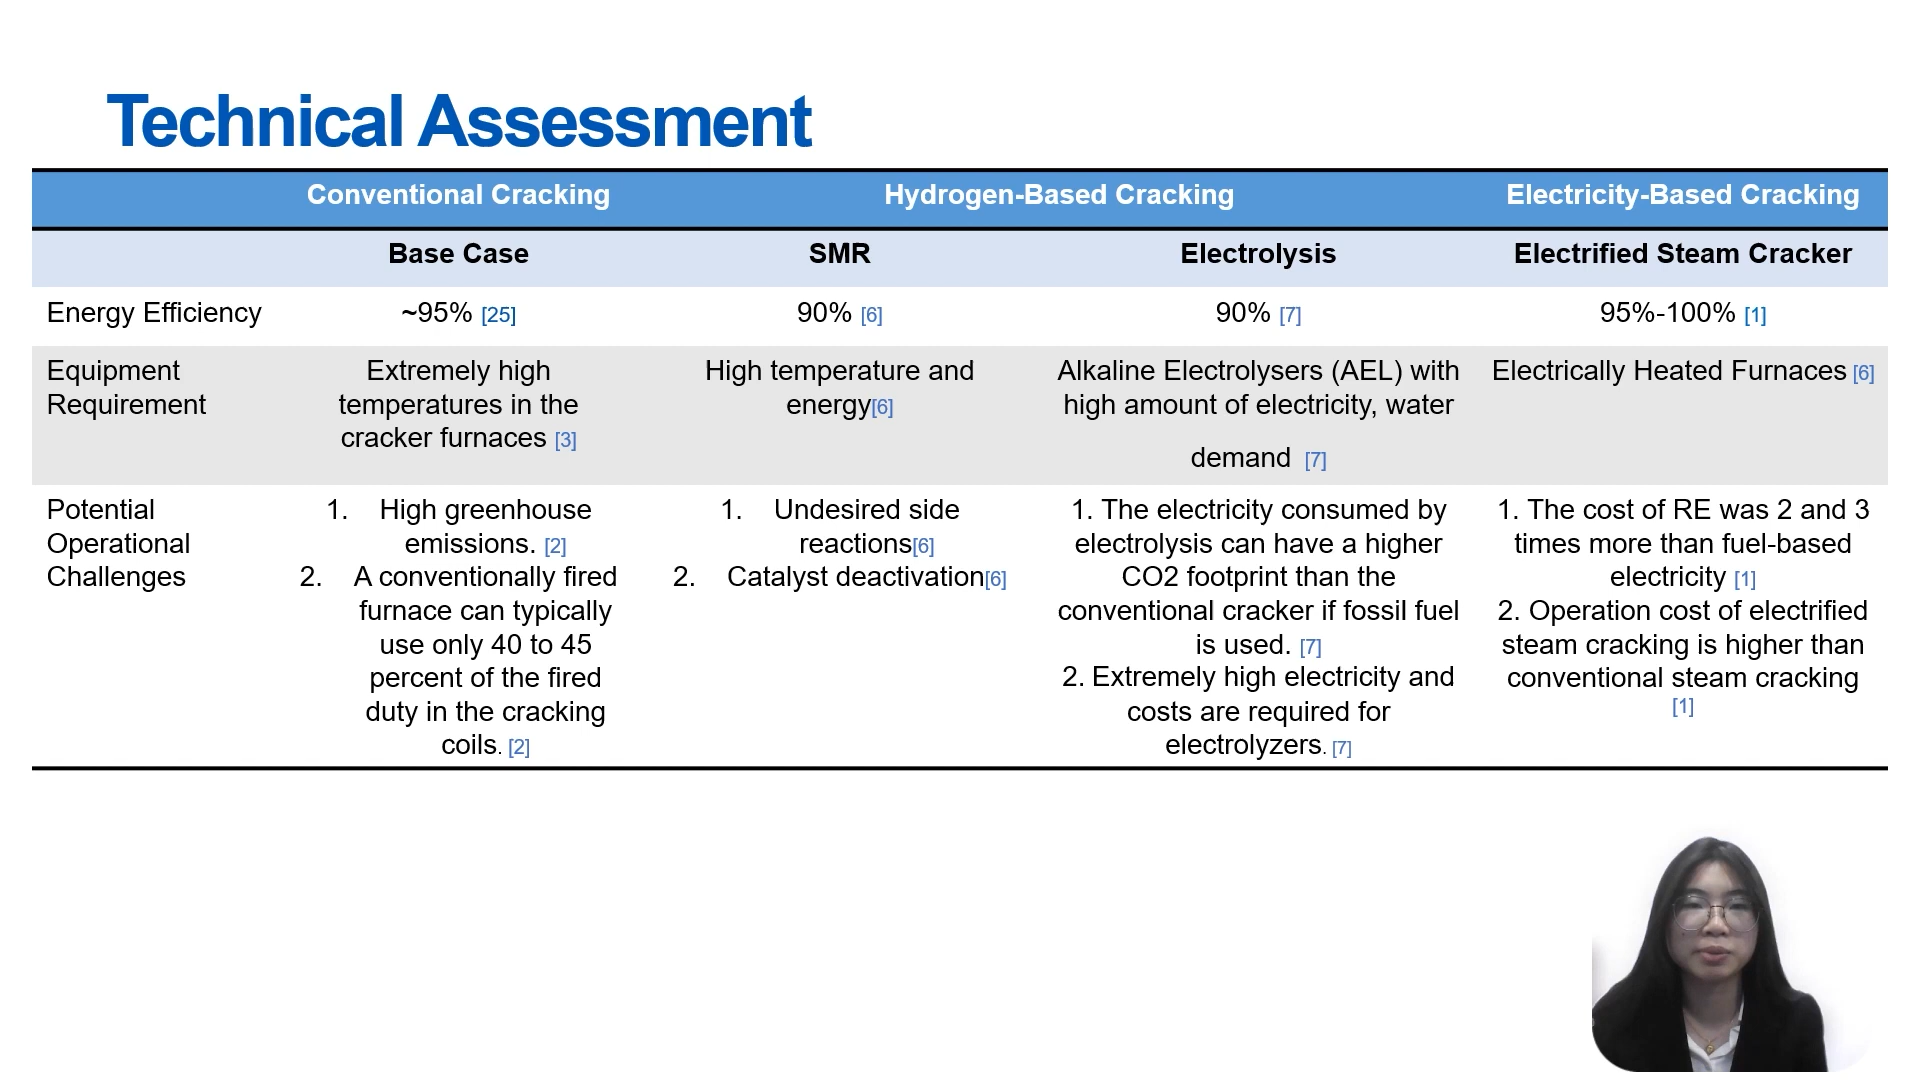 Technical Assessment
Conventional Cracking
Hydrogen-Based Cracking
Electricity-Based Cracking
Base Case
SMR
Electrolysis
Electrified Steam Cracker
Energy Efficiency
~95% [25]
90% [6]
90% [7]
95%-100% [1]
Equipment
Requirement
Extremely high
temperatures in the
cracker furnaces [3]
High temperature and
energy[6]
Alkaline Electrolysers (AEL) with
high amount of electricity, water
demand [7]
Electrically Heated Furnaces [6]
Potential
Operational
Challenges
1. High greenhouse
emissions. [2]
2. A conventionally fired
furnace can typically
use only 40 to 45
percent of the fired
duty in the cracking
coils. [2]
1. Undesired side
reactions[6]
2. Catalyst deactivation[6]
1. The electricity consumed by
electrolysis can have a higher
CO2 footprint than the
conventional cracker if fossil fuel
is used. [7]
2. Extremely high electricity and
costs are required for
electrolyzers. [7]
1. The cost of RE was 2 and 3
times more than fuel-based
electricity [1]
2. Operation cost of electrified
steam cracking is higher than
conventional steam cracking
[1]